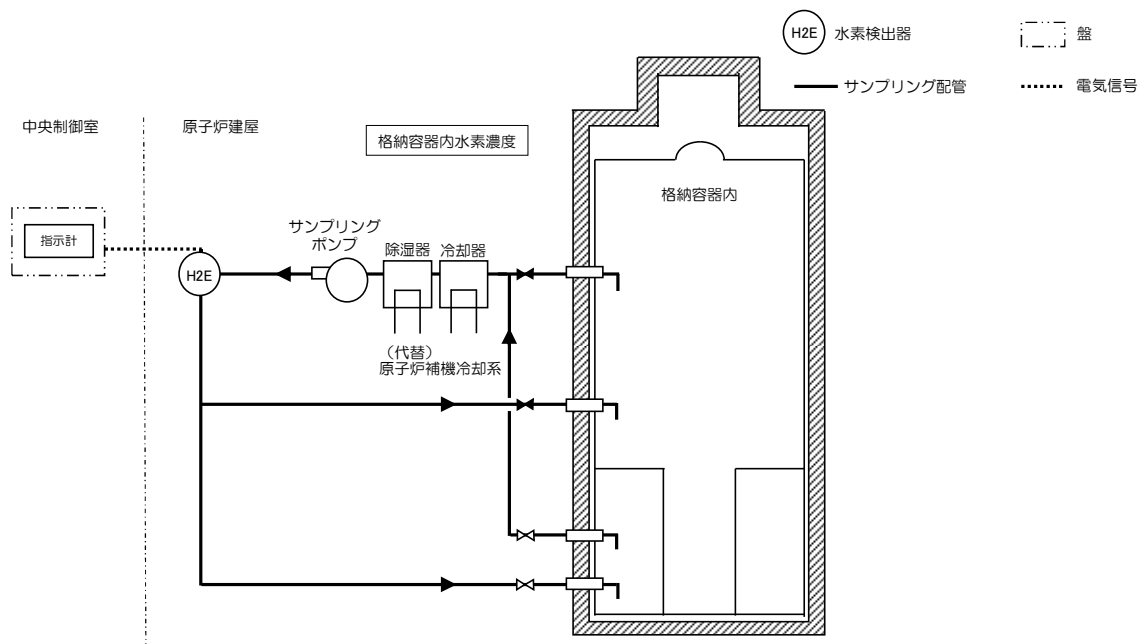 H2E 水素検出器
盤
サンプリング配管
電気信号
中央制御室
原子炉建屋
格納容器内水素濃度
格納容器内
指示計
サンプリング
ポンプ
除湿器
冷却器
H2E
（代替）
原子炉補機冷却系